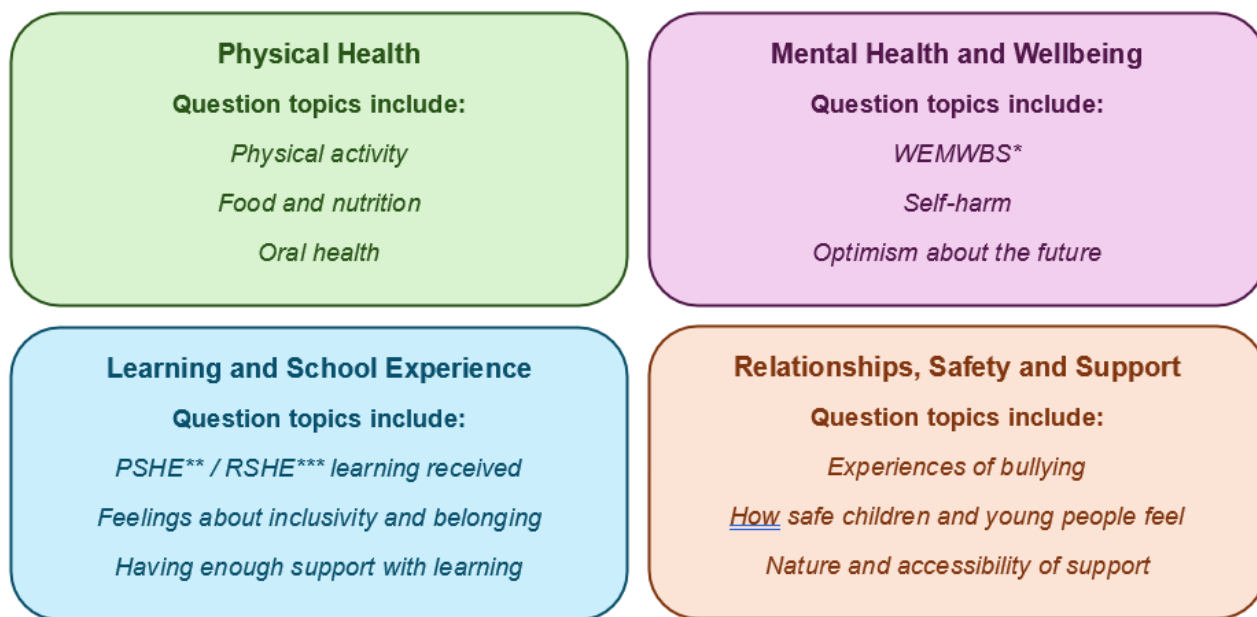 Physical Health
Question topics include:
Physical activity
Food and nutrition
Oral health
Mental Health and Wellbeing
Question topics include:
WEMWBS*
Self-harm
Optimism about the future
Learning and School Experience
Question topics include:
PSHE** / RSHE*** learning received
Feelings about inclusivity and belonging
Having enough support with learning
Relationships, Safety and Support
Question topics include:
Experiences of bullying
How safe children and young people feel
Nature and accessibility of support